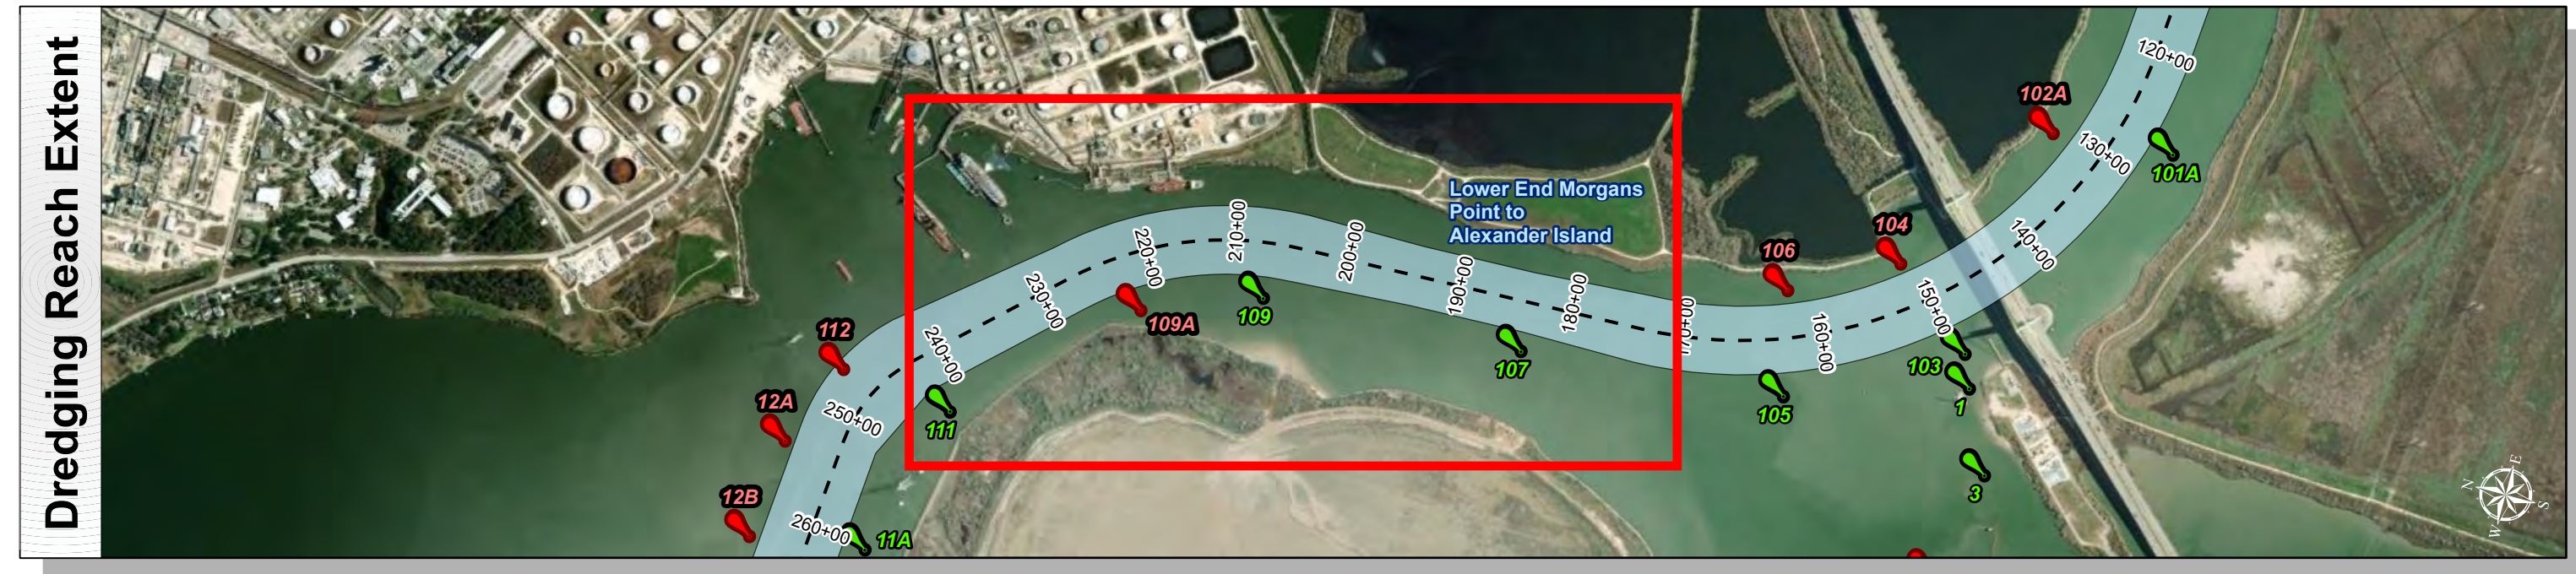 Dredging Reach Extent
120+00
102A
130+00
101A
Lower End Morgans
Point to
Alexander Island
104
106
140+00
210+00
200+00
220+00
190+00
180+00
230+00
170+00
150+00
160+00
109A
109
112
240+00
107
103
105
1
12A
250+00
111
12B
3
260+00
11A
N
E
S
W